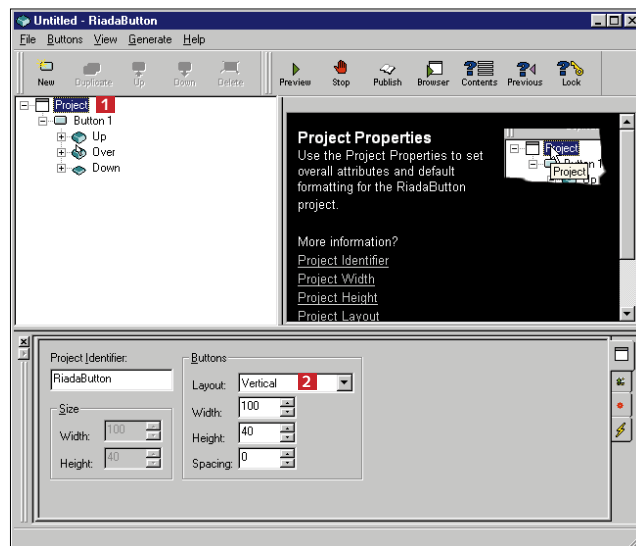 Untitled - RiadaButton
File Buttons View Generate Help
New Duplicate Up Down Delete Preview Stop Publish Browser Contents Previous Lock
Project 1
Button 1
Up
Over
Down
Project Properties
Use the Project Properties to set
overall attributes and default
formatting for the RiadaButton
project.
More information?
Project Identifier
Project Width
Project Height
Project Layout
Project
Button 1
Project
Up
Project Identifier:
RiadaButton
Size
Width: 100
Height: 40
Buttons
Layout: Vertical 2
Width: 100
Height: 40
Spacing: 0